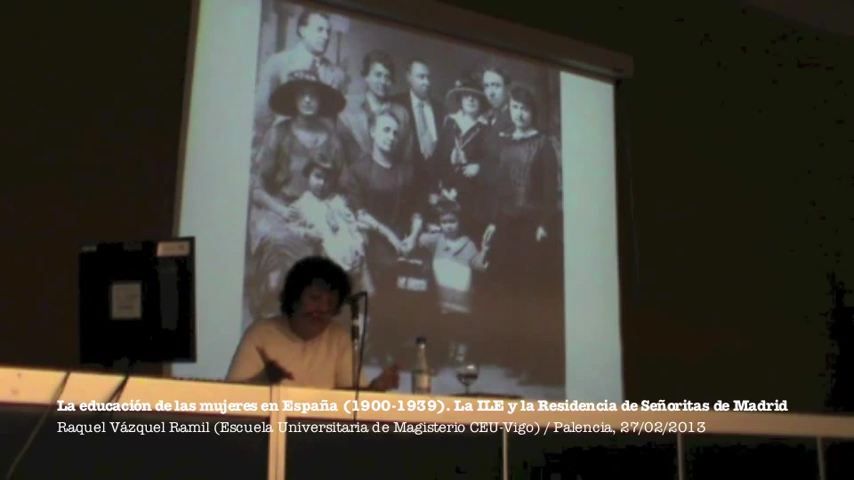 La educación de las mujeres en España (1900-1939). La ILE y la Residencia de Señoritas de Madrid
Raquel Vázquel Ramil (Escuela Universitaria de Magisterio CEU-Vigo) / Palencia, 27/02/2013